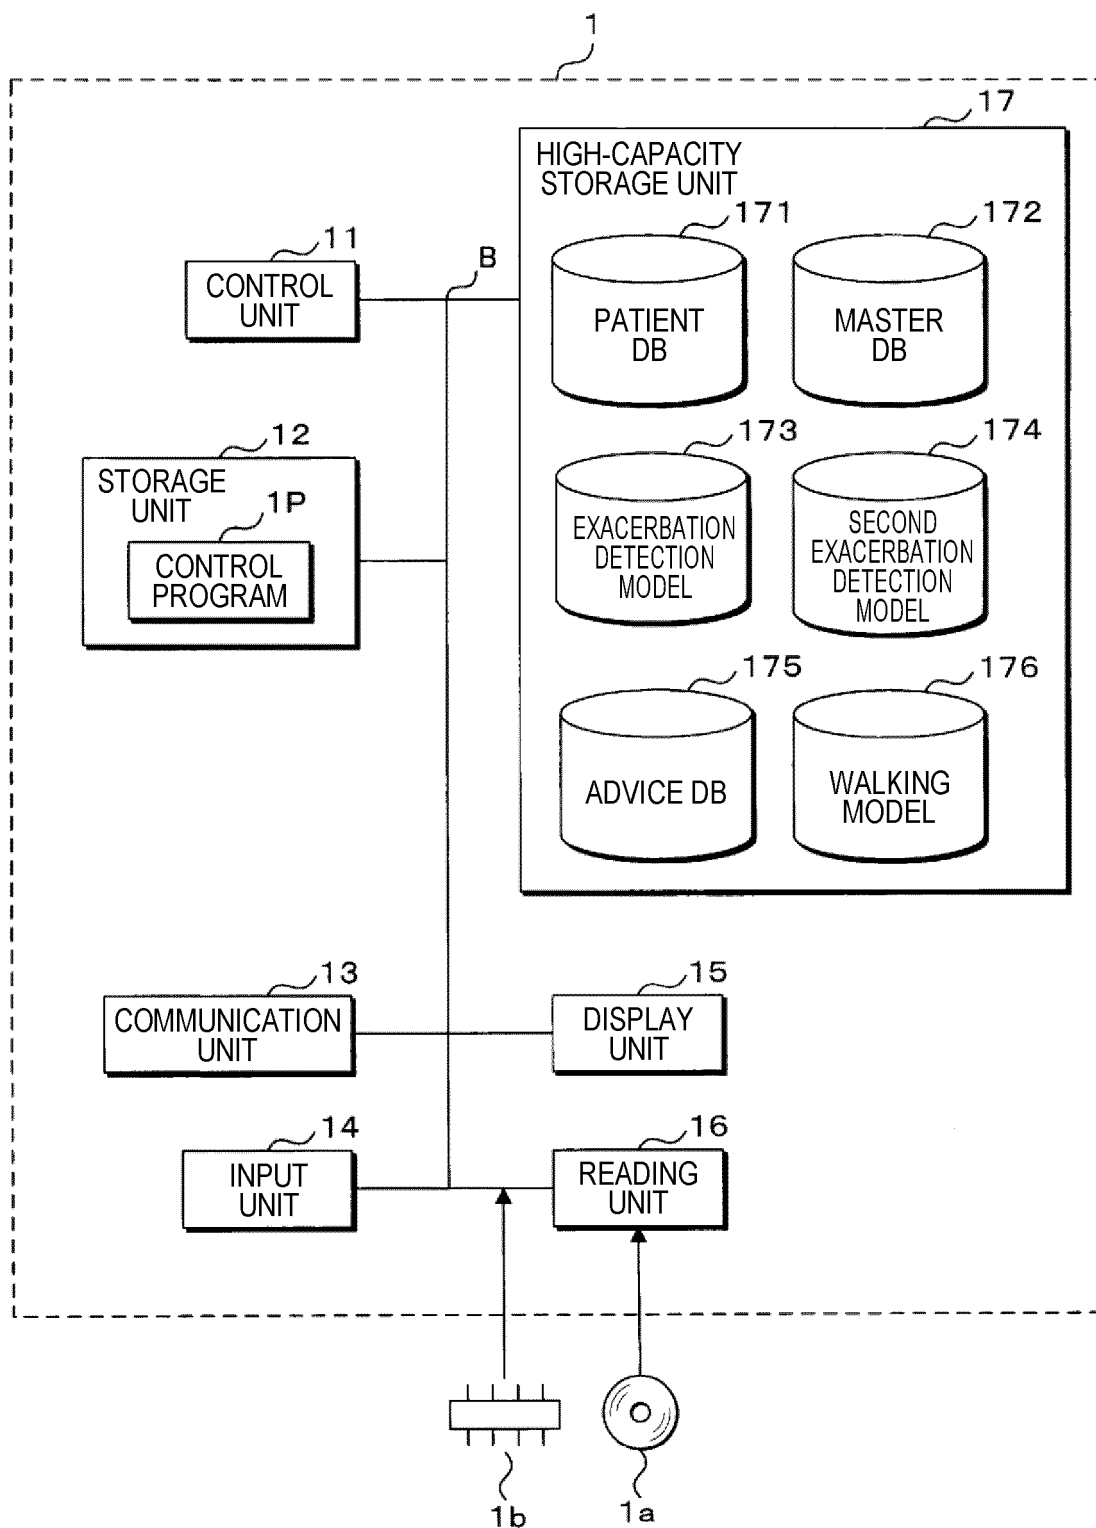 1
17
HIGH-CAPACITY
STORAGE UNIT
171
172
11
B
CONTROL
UNIT
PATIENT
DB
MASTER
DB
12
173
174
STORAGE
UNIT
1P
CONTROL
PROGRAM
EXACERBATION
DETECTION
MODEL
SECOND
EXACERBATION
DETECTION
MODEL
175
176
ADVICE DB
WALKING
MODEL
13
15
COMMUNICATION
UNIT
DISPLAY
UNIT
14
16
INPUT
UNIT
READING
UNIT
1b
1a